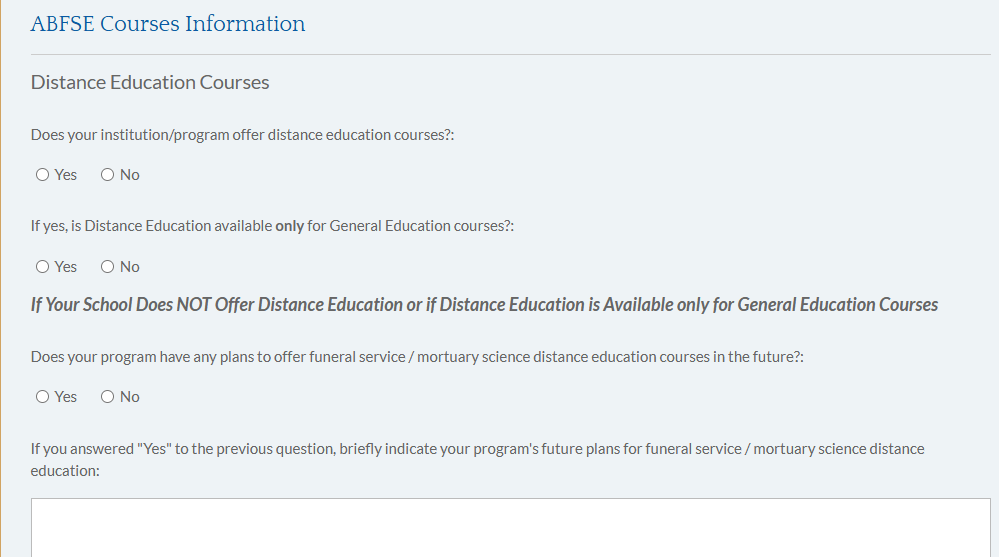 ABFSE Courses Information
Distance Education Courses
Does your institution/program offer distance education courses?:
Yes No
If yes, is Distance Education available only for General Education courses?:
Yes No
If Your School Does NOT Offer Distance Education or if Distance Education is Available only for General Education Courses
Does your program have any plans to offer funeral service / mortuary science distance education courses in the future?:
Yes No
If you answered "Yes" to the previous question, briefly indicate your program's future plans for funeral service / mortuary science distance
education: